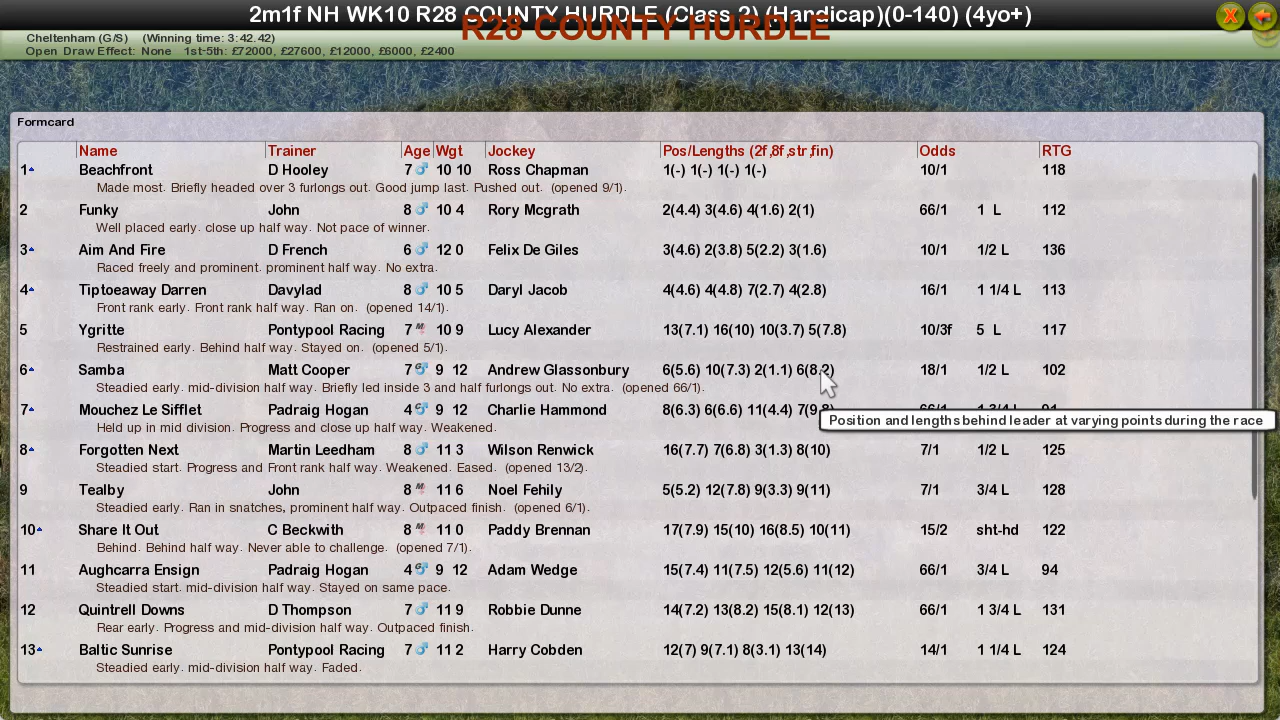 2m1f NH WK10 R28 COUNTY HURDLE (Class 2) (Handicap)(0-140) (4yo+)
R28 COUNTY HURDLE
Cheltenham (G/S) (Winning time: 3:42.42)
Open Draw Effect: None 1st-5th: £72000, £27600, £12000, £6000, £2400
Formcard
Name Trainer Age Wgt Jockey Pos/Lengths (2f,8f,str,fin) Odds RTG
1 Beachfront D Hooley 7 10 10 Ross Chapman 1(-) 1(-) 1(-) 1(-) 10/1 118
Made most. Briefly headed over 3 furlongs out. Good jump last. Pushed out. (opened 9/1).
2 Funky John 8 10 4 Rory Mcgrath 2(4.4) 3(4.6) 4(1.6) 2(1) 66/1 1 L 112
Well placed early. close up half way. Not pace of winner.
3 Aim And Fire D French 6 12 0 Felix De Giles 3(4.6) 2(3.8) 5(2.2) 3(1.6) 10/1 1/2 L 136
Raced freely and prominent. prominent half way. No extra.
4 Tiptoeaway Darren Davylad 8 10 5 Daryl Jacob 4(4.6) 4(4.8) 7(2.7) 4(2.8) 16/1 1 1/4 L 113
Front rank early. Front rank half way. Ran on. (opened 14/1).
5 Ygritte Pontypool Racing 7 10 9 Lucy Alexander 13(7.1) 16(10) 10(3.7) 5(7.8) 10/3f 5 L 117
Restrained early. Behind half way. Stayed on. (opened 5/1).
6 Samba Matt Cooper 7 9 12 Andrew Glassonbury 6(5.6) 10(7.3) 2(1.1) 6(8.2) 18/1 1/2 L 102
Steadied early. mid-division half way. Briefly led inside 3 and half furlongs out. No extra. (opened 66/1).
7 Mouchez Le Sifflet Padraig Hogan 4 9 12 Charlie Hammond 8(6.3) 6(6.6) 11(4.4)
Held up in mid division. Progress and close up half way. Weakened.
Position and lengths behind leader at varying points during the race
8 Forgotten Next Martin Leedham 8 11 3 Wilson Renwick 16(7.7) 7(6.8) 3(1.3) 8(10) 7/1 1/2 L 125
Steadied start. Progress and Front rank half way. Weakened. Eased. (opened 13/2).
9 Tealby John 8 11 6 Noel Fehily 5(5.2) 12(7.8) 9(3.3) 9(11) 7/1 3/4 L 128
Steadied early. Ran in snatches, prominent half way. Outpaced finish. (opened 6/1).
10 Share It Out C Beckwith 8 11 0 Paddy Brennan 17(7.9) 15(10) 16(8.5) 10(11) 15/2 sht-hd 122
Behind. Behind half way. Never able to challenge. (opened 7/1).
11 Aughcarra Ensign Padraig Hogan 4 9 12 Adam Wedge 15(7.4) 11(7.5) 12(5.6) 11(12) 66/1 3/4 L 94
Steadied start. mid-division half way. Stayed on same pace.
12 Quintrell Downs D Thompson 7 11 9 Robbie Dunne 14(7.2) 13(8.2) 15(8.1) 12(13) 66/1 1 3/4 L 131
Rear early. Progress and mid-division half way. Outpaced finish.
13 Baltic Sunrise Pontypool Racing 7 11 2 Harry Cobden 12(7) 9(7.1) 8(3.1) 13(14) 14/1 1 1/4 L 124
Steadied early. mid-division half way. Faded.